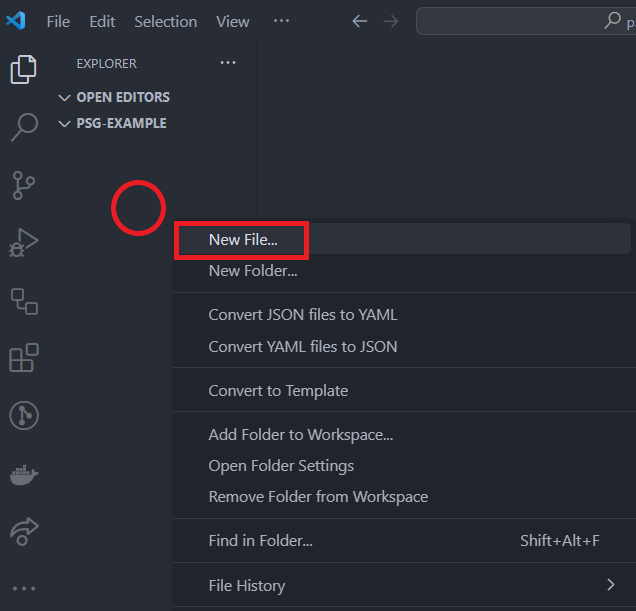 File Edit Selection View ···
p
EXPLORER ···
OPEN EDITORS
PSG-EXAMPLE
New File...
New Folder...
Convert JSON files to YAML
Convert YAML files to JSON
Convert to Template
Add Folder to Workspace...
Open Folder Settings
Remove Folder from Workspace
Find in Folder... Shift+Alt+F
File History